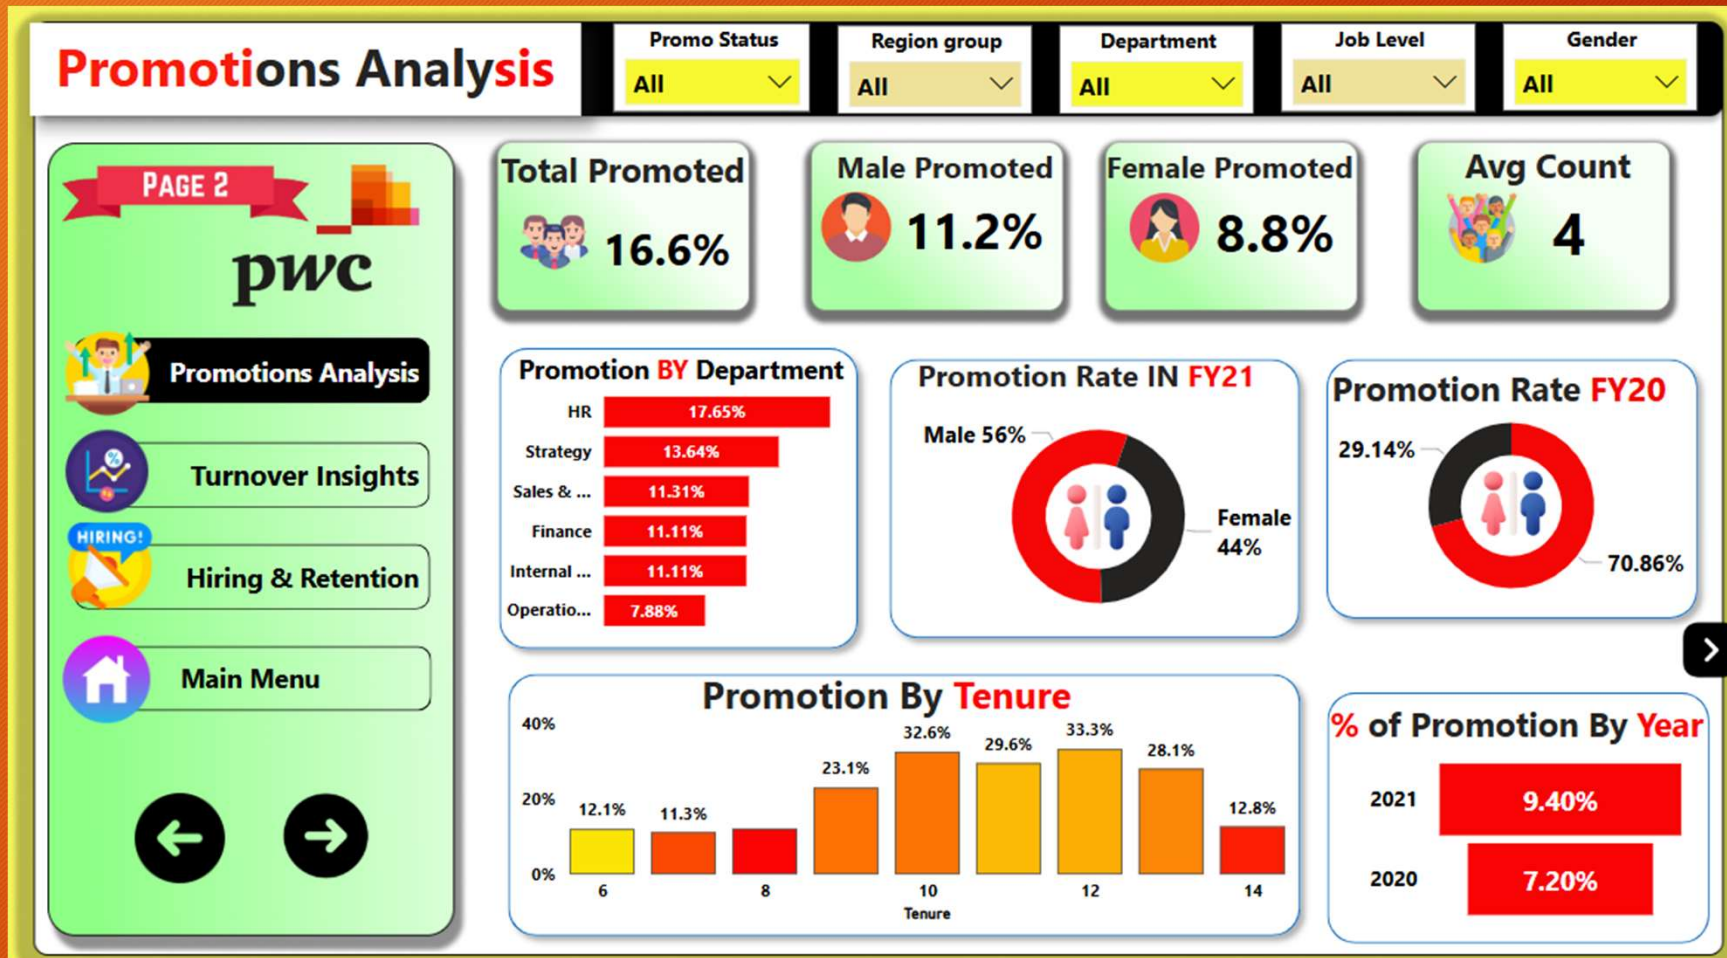 Promotions Analysis
Promo Status
All
Region group
All
Department
All
Job Level
All
Gender
All
PAGE 2
pwc
Promotions Analysis
Turnover Insights
HIRING!
Hiring & Retention
Main Menu
Total Promoted
16.6%
Male Promoted
11.2%
Female Promoted
8.8%
Avg Count
4
Promotion BY Department
HR 17.65%
Strategy 13.64%
Sales & ... 11.31%
Finance 11.11%
Internal ... 11.11%
Operatio... 7.88%
Promotion Rate IN FY21
Male 56%
Female
44%
Promotion Rate FY20
29.14%
70.86%
Promotion By Tenure
40%
20%
0%
12.1%
11.3%
23.1%
32.6%
29.6%
33.3%
28.1%
12.8%
6 8 10 12 14
Tenure
% of Promotion By Year
2021 9.40%
2020 7.20%